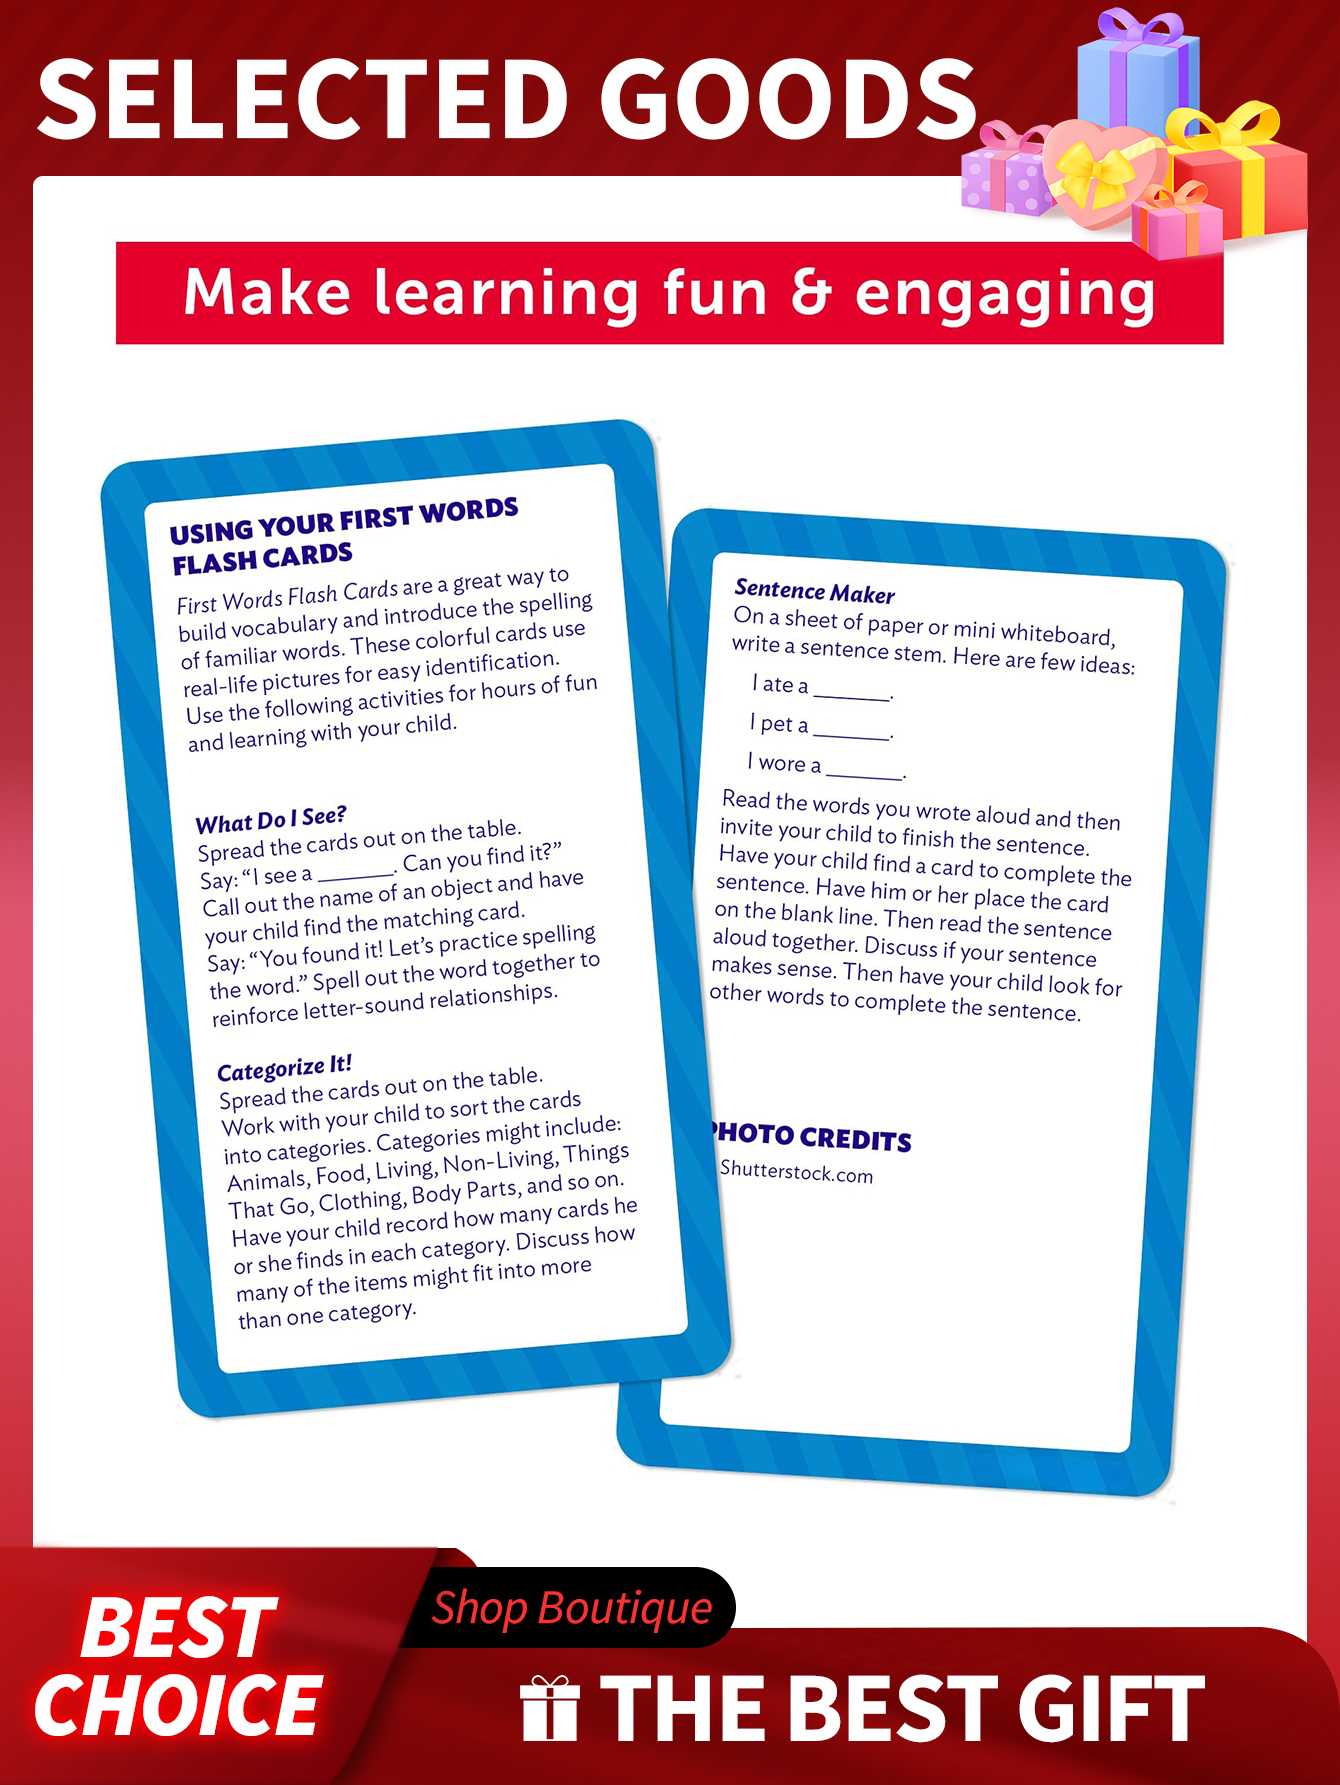 SELECTED GOODS
Make learning fun & engaging
USING YOUR FIRST WORDS
FLASH CARDS
First Words Flash Cards are a great way to
build vocabulary and introduce the spelling
of familiar words. These colorful cards use
real-life pictures for easy identification.
Use the following activities for hours of fun
and learning with your child.
What Do I See?
Spread the cards out on the table.
Say: “I see a _______. Can you find it?”
Call out the name of an object and have
your child find the matching card.
Say: “You found it! Let’s practice spelling
the word.” Spell out the word together to
reinforce letter-sound relationships.
Categorize It!
Spread the cards out on the table.
Work with your child to sort the cards
into categories. Categories might include:
Animals, Food, Living, Non-Living, Things
That Go, Clothing, Body Parts, and so on.
Have your child record how many cards he
or she finds in each category. Discuss how
many of the items might fit into more
than one category.
Sentence Maker
On a sheet of paper or mini whiteboard,
write a sentence stem. Here are few ideas:
I ate a _______.
I pet a _______.
I wore a _______.
Read the words you wrote aloud and then
invite your child to finish the sentence.
Have your child find a card to complete the
sentence. Have him or her place the card
on the blank line. Then read the sentence
aloud together. Discuss if your sentence
makes sense. Then have your child look for
other words to complete the sentence.
PHOTO CREDITS
Shutterstock.com
BEST
CHOICE
Shop Boutique
THE BEST GIFT